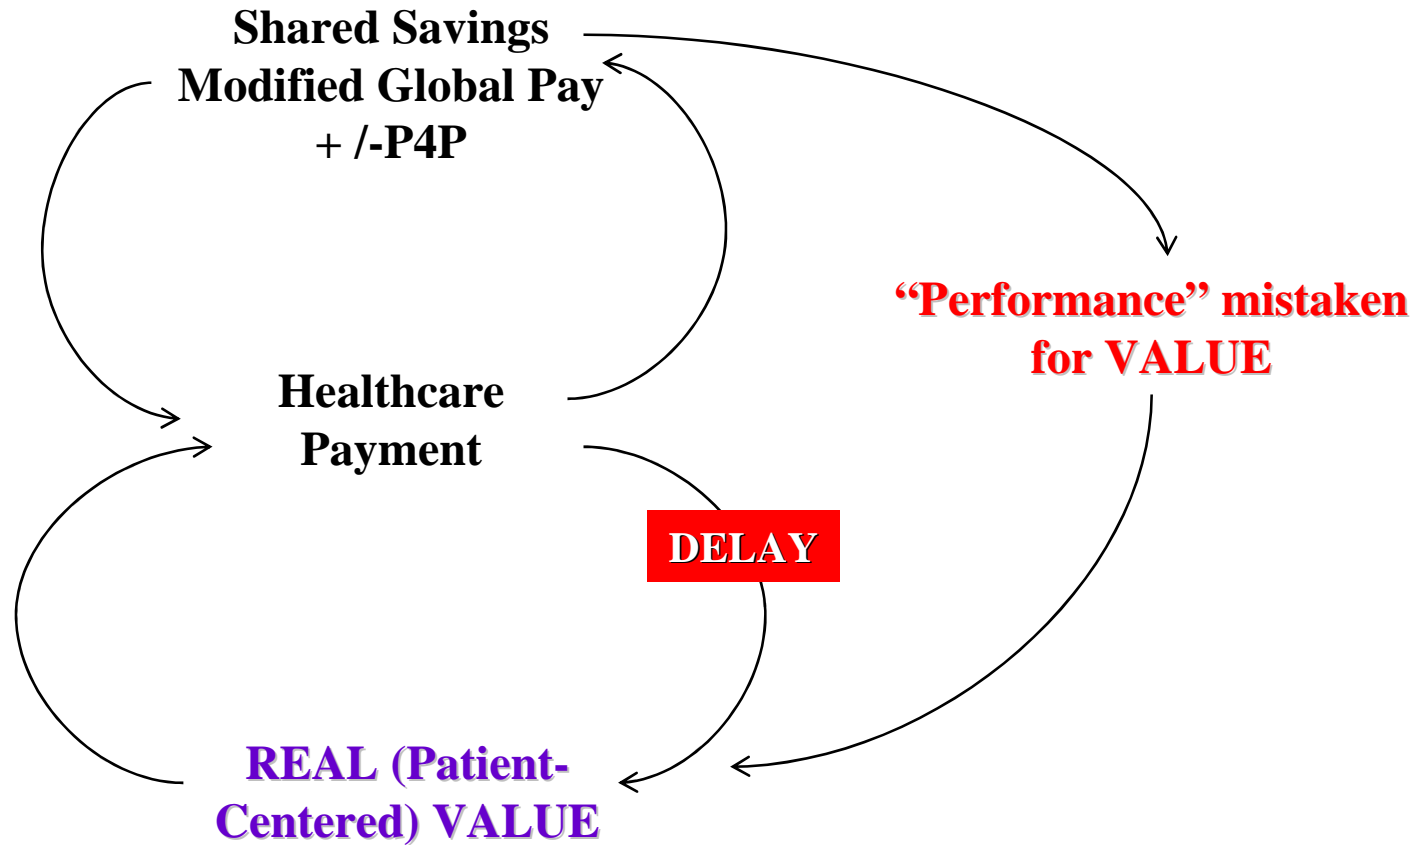 Shared Savings
Modified Global Pay
+ /-P4P
“Performance” mistaken
for VALUE
Healthcare
Payment
DELAY
REAL (Patient-
Centered) VALUE